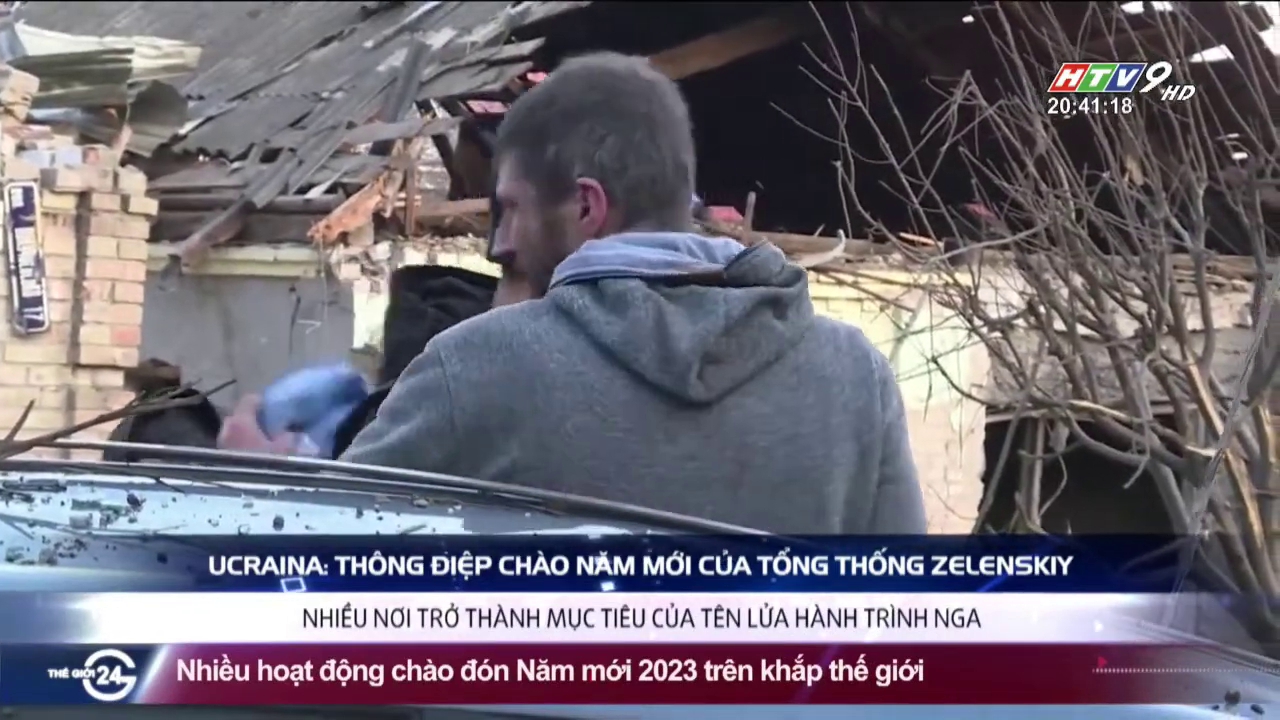 HTV9 HD
20:41:18
UCRAINA: THÔNG ĐIỆP CHÀO NĂM MỚI CỦA TỔNG THỐNG ZELENSKIY
NHIỀU NƠI TRỞ THÀNH MỤC TIÊU CỦA TÊN LỬA HÀNH TRÌNH NGA
THẾ GIỚI 24G
Nhiều hoạt động chào đón Năm mới 2023 trên khắp thế giới